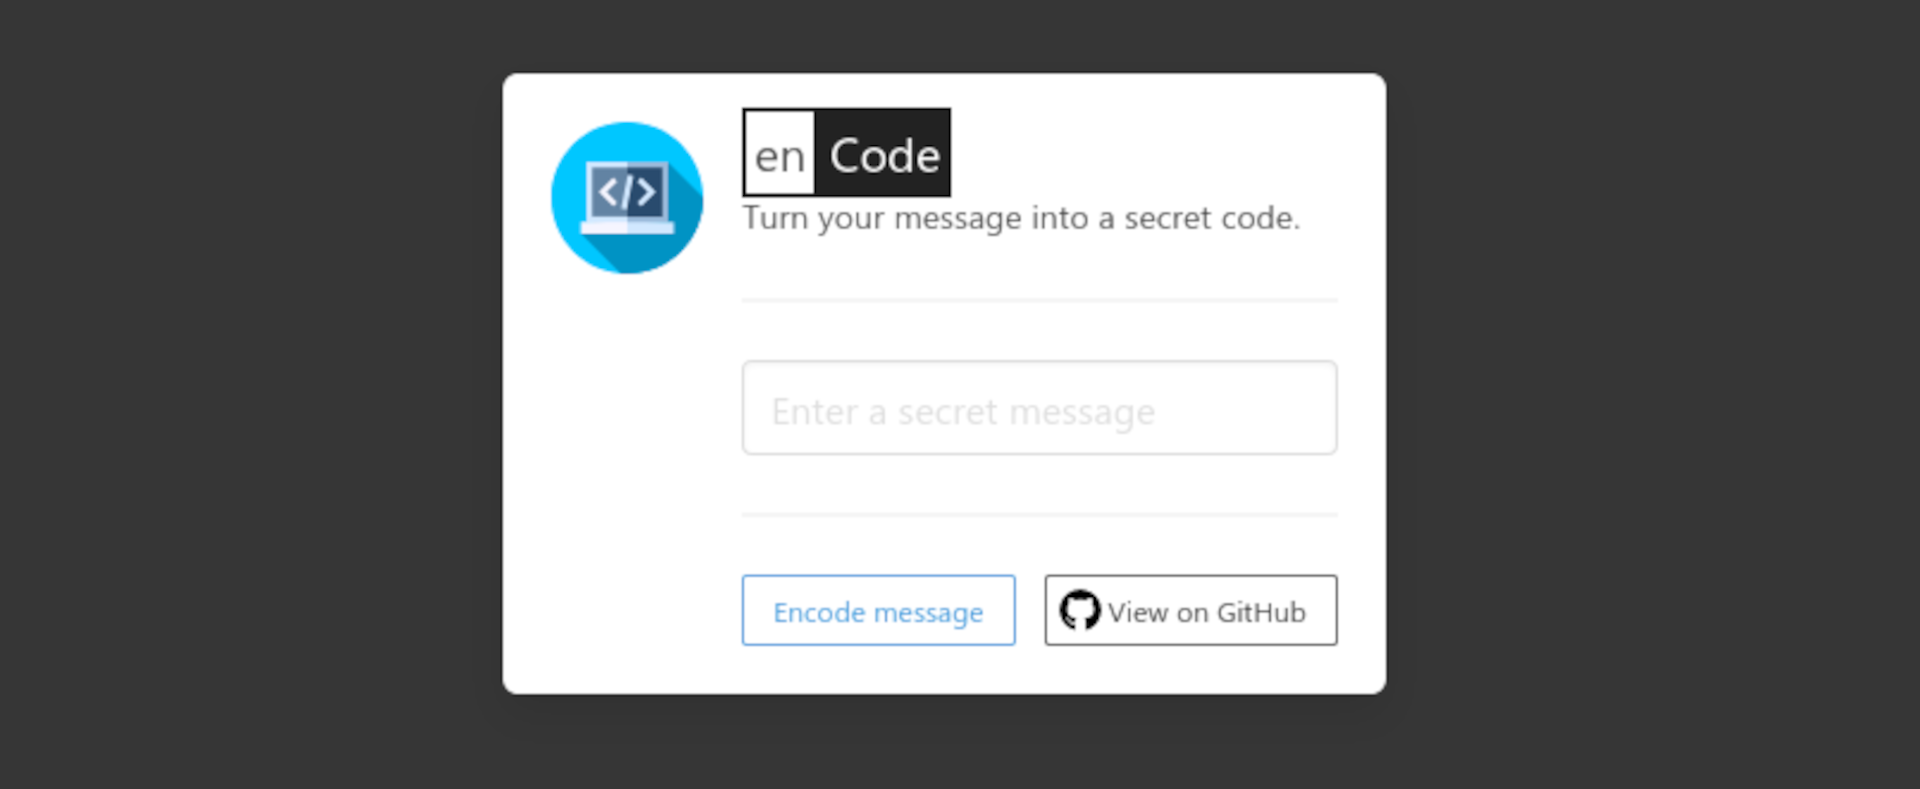 en Code
Turn your message into a secret code.
Enter a secret message
Encode message
View on GitHub